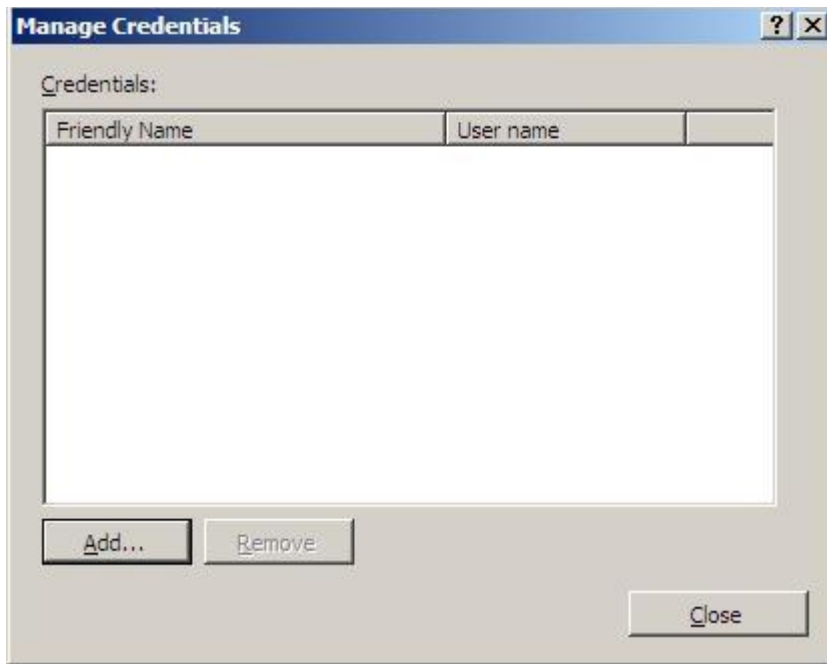 Manage Credentials
Credentials:
Friendly Name User name
Add... Remove
Close